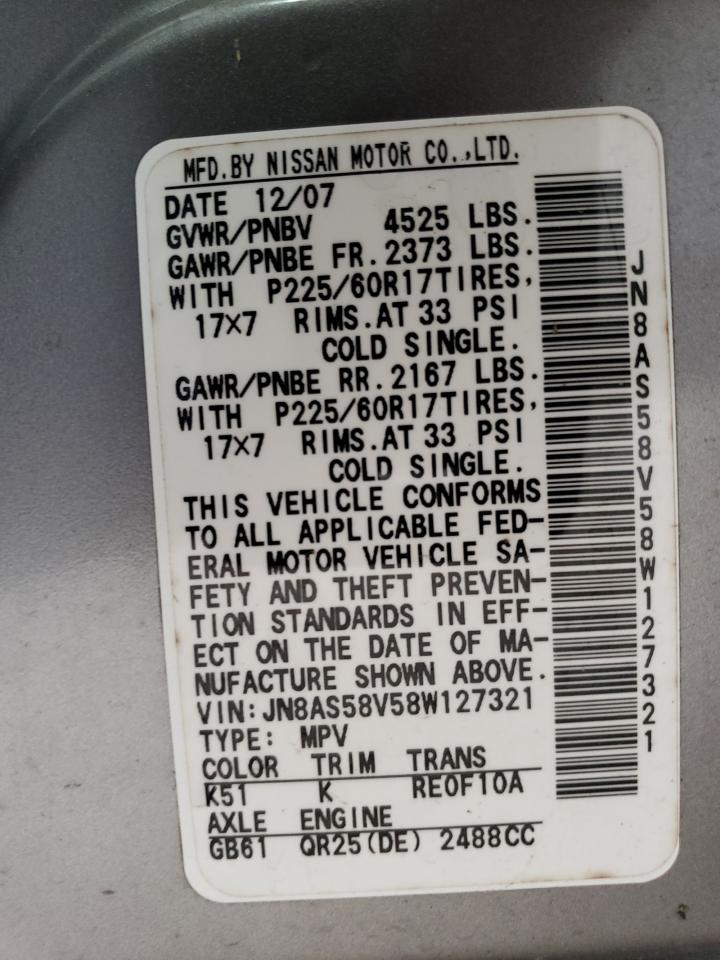 MFD.BY NISSAN MOTOR CO.,LTD.
DATE 12/07
GVWR/PNBV 4525 LBS.
GAWR/PNBE FR.2373 LBS.
WITH P225/60R17TIRES,
17X7 RIMS.AT 33 PSI
COLD SINGLE.
GAWR/PNBE RR.2167 LBS.
WITH P225/60R17TIRES,
17X7 RIMS.AT 33 PSI
COLD SINGLE.
THIS VEHICLE CONFORMS
TO ALL APPLICABLE FED-
ERAL MOTOR VEHICLE SA-
FETY AND THEFT PREVEN-
TION STANDARDS IN EFF-
ECT ON THE DATE OF MA-
NUFACTURE SHOWN ABOVE.
VIN:JN8AS58V58W127321
TYPE: MPV
COLOR TRIM TRANS
K51 K RE0F10A
AXLE ENGINE
GB61 QR25(DE) 2488CC
JN8AS58V58W127321